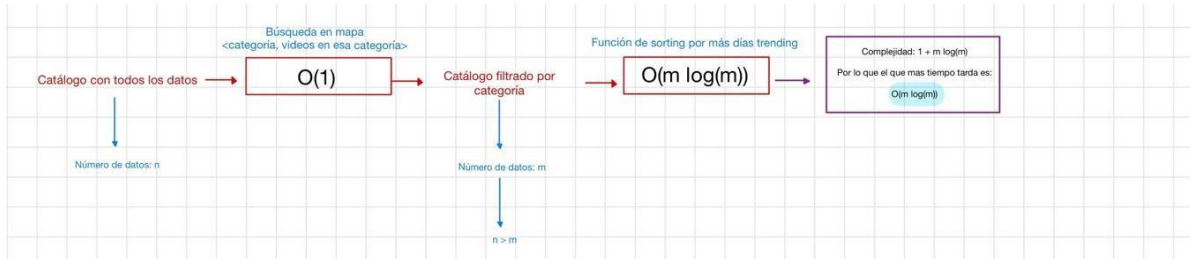 Búsqueda en mapa
<categoría, videos en esa categoría>
Catálogo con todos los datos
O(1)
Catálogo filtrado por
categoría
Función de sorting por más días trending
O(m log(m))
Complejidad: 1 + m log(m)
Por lo que el que mas tiempo tarda es:
O(m log(m))
Número de datos: n
Número de datos: m
n > m